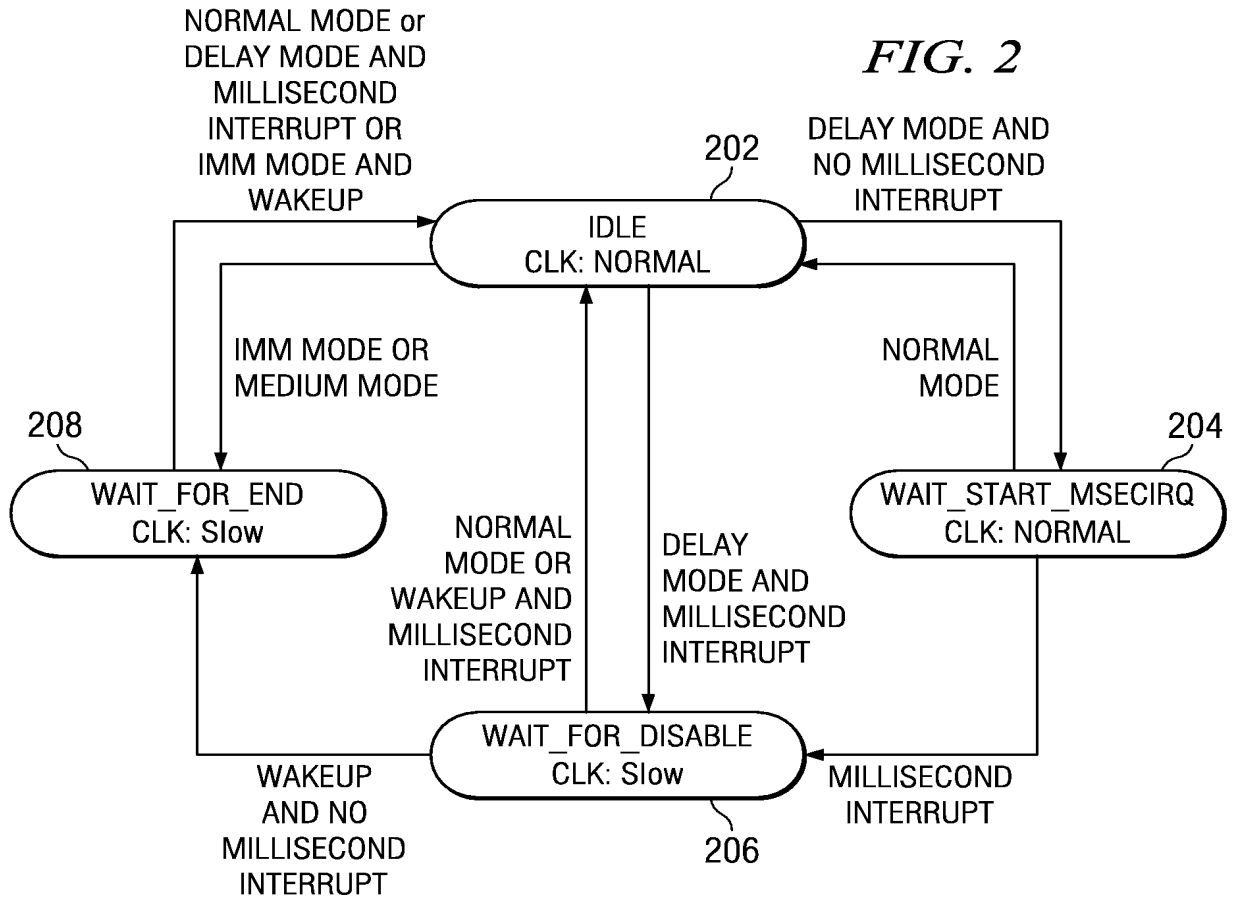 NORMAL MODE or
DELAY MODE AND
MILLISECOND
INTERRUPT OR
IMM MODE AND
WAKEUP
FIG. 2
DELAY MODE AND
NO MILLISECOND
INTERRUPT
202
IDLE
CLK: NORMAL
IMM MODE OR
MEDIUM MODE
NORMAL
MODE
208
WAIT_FOR_END
CLK: Slow
204
WAIT_START_MSECIRQ
CLK: NORMAL
NORMAL
MODE OR
WAKEUP AND
MILLISECOND
INTERRUPT
DELAY
MODE AND
MILLISECOND
INTERRUPT
WAIT_FOR_DISABLE
CLK: Slow
206
WAKEUP
AND NO
MILLISECOND
INTERRUPT
MILLISECOND
INTERRUPT